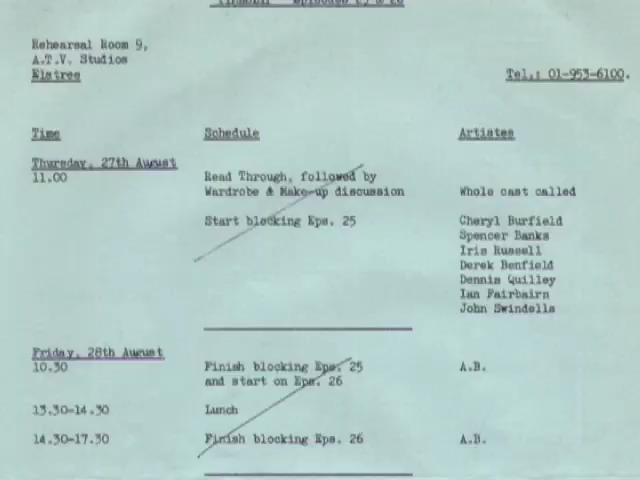 Episodes 25 & 26
Rehearsal Room 9,
A.T.V. Studios
Elstree
Tel.: 01-953-6100.
Time Schedule Artistes
Thursday, 27th August
11.00 Read Through, followed by
Wardrobe & Make-up discussion Whole cast called
Start blocking Eps. 25 Cheryl Burfield
Spencer Banks
Iris Russell
Derek Benfield
Dennis Quilley
Ian Fairbairn
John Swindells
Friday, 28th August
10.30 Finish blocking Eps. 25 A.B.
and start on Eps. 26
13.30-14.30 Lunch
14.30-17.30 Finish blocking Eps. 26 A.B.